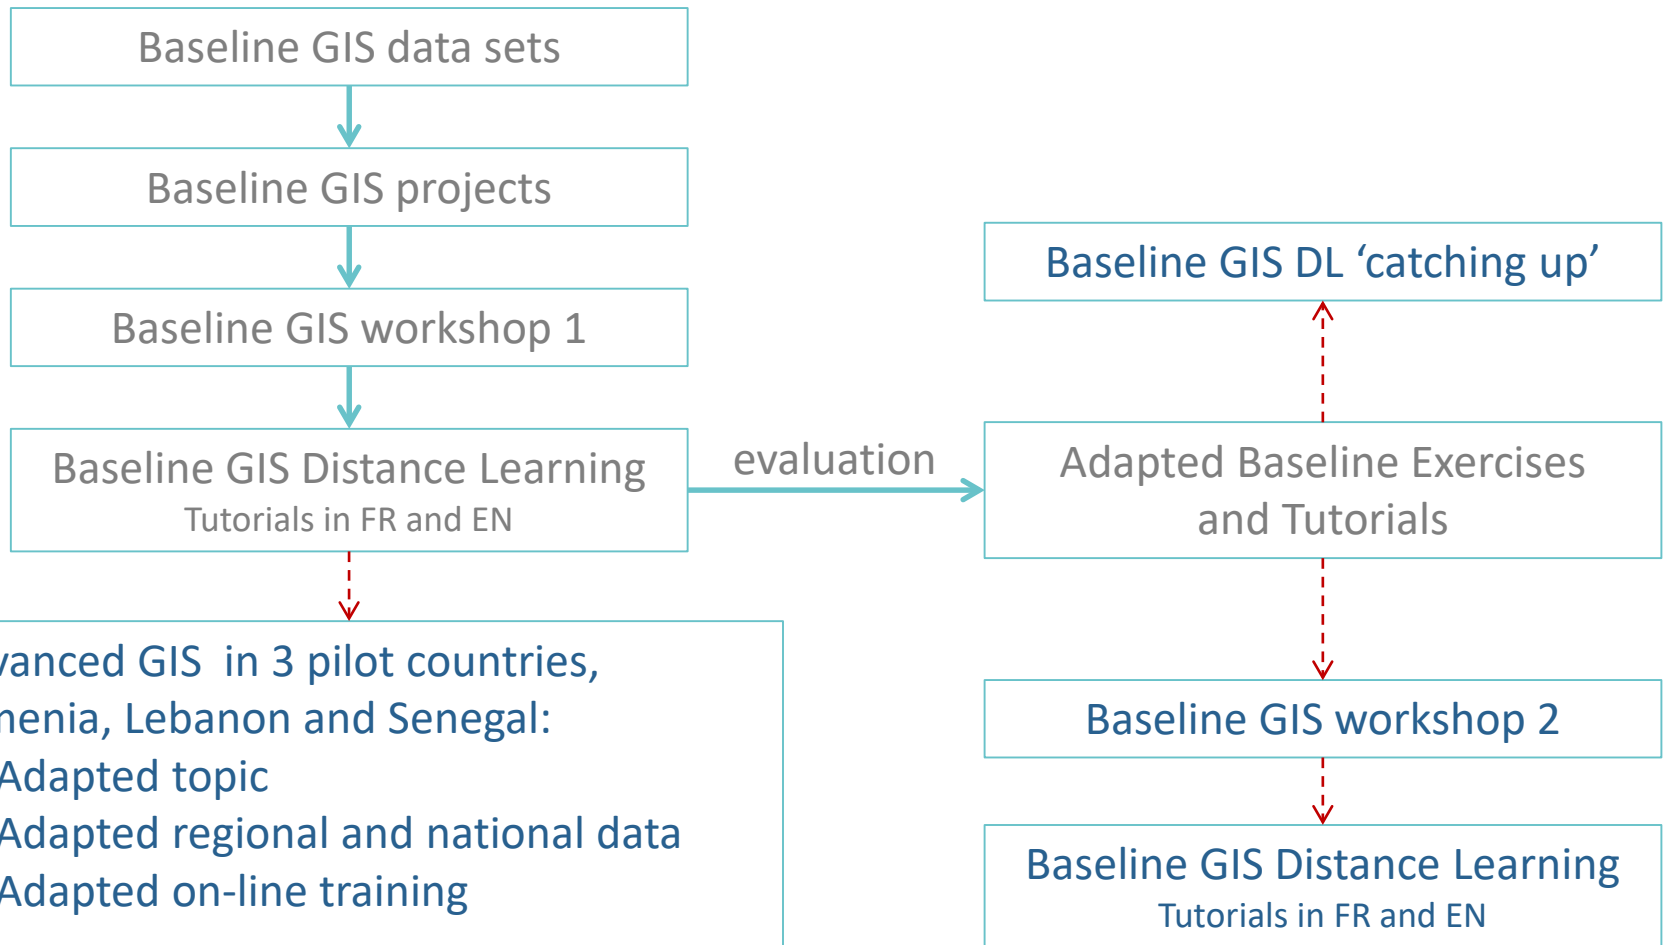 Baseline GIS data sets
Baseline GIS projects
Baseline GIS workshop 1
Baseline GIS Distance Learning
Tutorials in FR and EN
GIS in 3 pilot countries,
Lebanon and Senegal:
Adapted topic
Adapted regional and national data
Adapted on-line training
evaluation
Baseline GIS DL ‘catching up’
Adapted Baseline Exercises
and Tutorials
Baseline GIS workshop 2
Baseline GIS Distance Learning
Tutorials in FR and EN